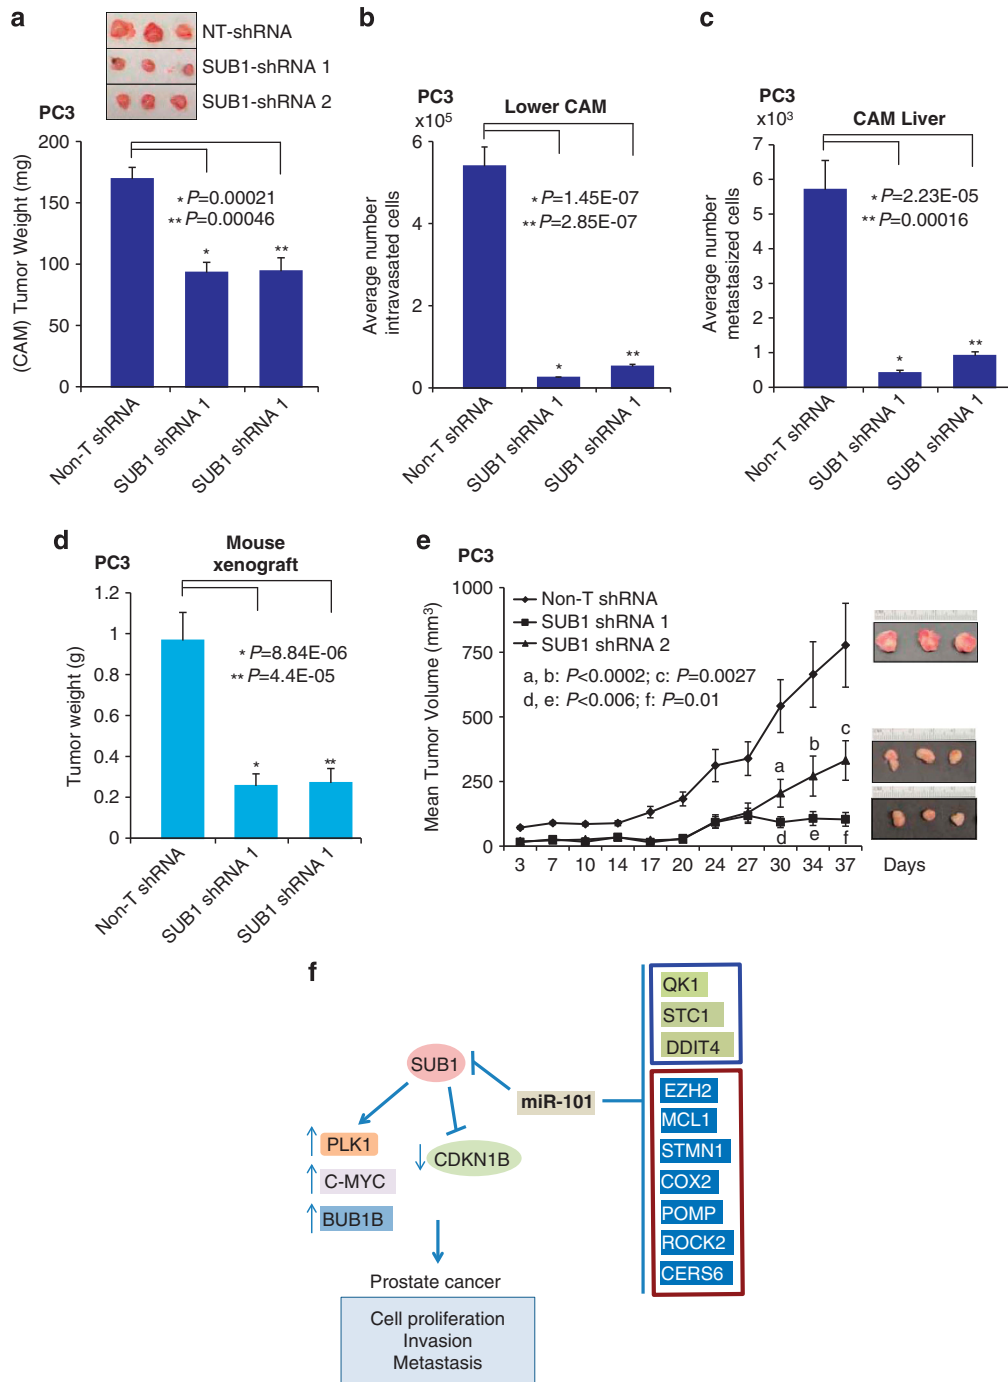 a
NT-shRNA
SUB1-shRNA 1
SUB1-shRNA 2
PC3
(CAM) Tumor Weight (mg)
200
150
100
50
0
* P=0.00021
** P=0.00046
*
**
Non-T shRNA
SUB1 shRNA 1
SUB1 shRNA 1
b
PC3
x10⁵
Lower CAM
Average number
intravasated cells
6
4
2
0
* P=1.45E-07
** P=2.85E-07
*
**
Non-T shRNA
SUB1 shRNA 1
SUB1 shRNA 1
c
PC3
x10³
CAM Liver
Average number
metastasized cells
7
6
5
4
3
2
1
0
* P=2.23E-05
** P=0.00016
*
**
Non-T shRNA
SUB1 shRNA 1
SUB1 shRNA 1
d
PC3
Mouse
xenograft
Tumor weight (g)
1.2
1
0.8
0.6
0.4
0.2
0
* P=8.84E-06
** P=4.4E-05
*
**
Non-T shRNA
SUB1 shRNA 1
SUB1 shRNA 1
e
PC3
Mean Tumor Volume (mm³)
1000
750
500
250
0
Non-T shRNA
SUB1 shRNA 1
SUB1 shRNA 2
a, b: P<0.0002; c: P=0.0027
d, e: P<0.006; f: P=0.01
a
b
c
d
e
f
3 7 10 14 17 20 24 27 30 34 37 Days
f
SUB1
miR-101
PLK1
C-MYC
BUB1B
CDKN1B
Prostate cancer
Cell proliferation
Invasion
Metastasis
QK1
STC1
DDIT4
EZH2
MCL1
STMN1
COX2
POMP
ROCK2
CERS6